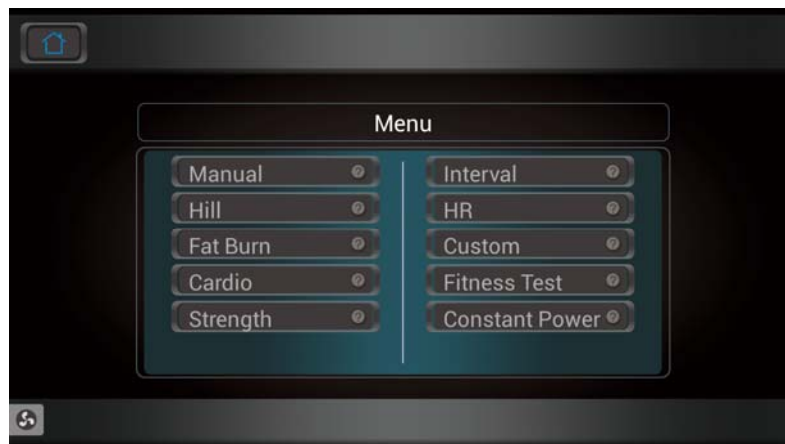 Menu
Manual
Hill
Fat Burn
Cardio
Strength
Interval
HR
Custom
Fitness Test
Constant Power